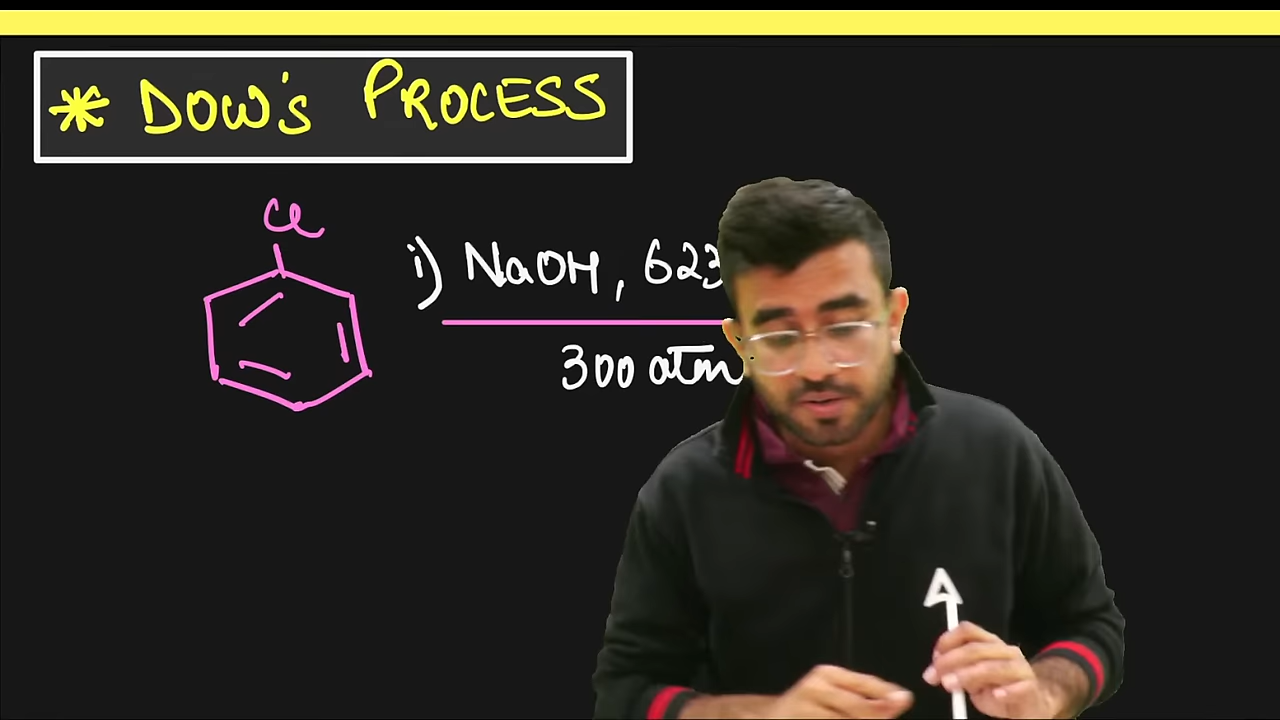 * DOW's PROCESS
Cl
i) NaOH, 623
300 atm